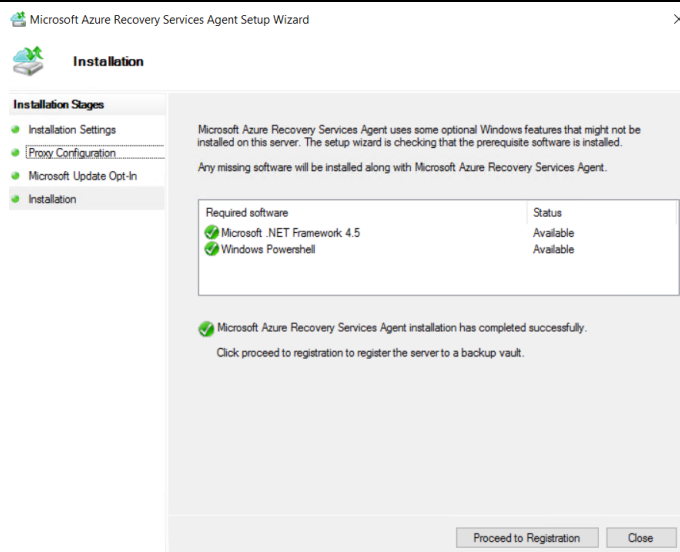 Microsoft Azure Recovery Services Agent Setup Wizard
Installation
Installation Stages
Installation Settings
Proxy Configuration
Microsoft Update Opt-In
Installation
Microsoft Azure Recovery Services Agent uses some optional Windows features that might not be
installed on this server. The setup wizard is checking that the prerequisite software is installed.
Any missing software will be installed along with Microsoft Azure Recovery Services Agent.
Required software Status
Microsoft .NET Framework 4.5 Available
Windows Powershell Available
Microsoft Azure Recovery Services Agent installation has completed successfully.
Click proceed to registration to register the server to a backup vault.
Proceed to Registration Close